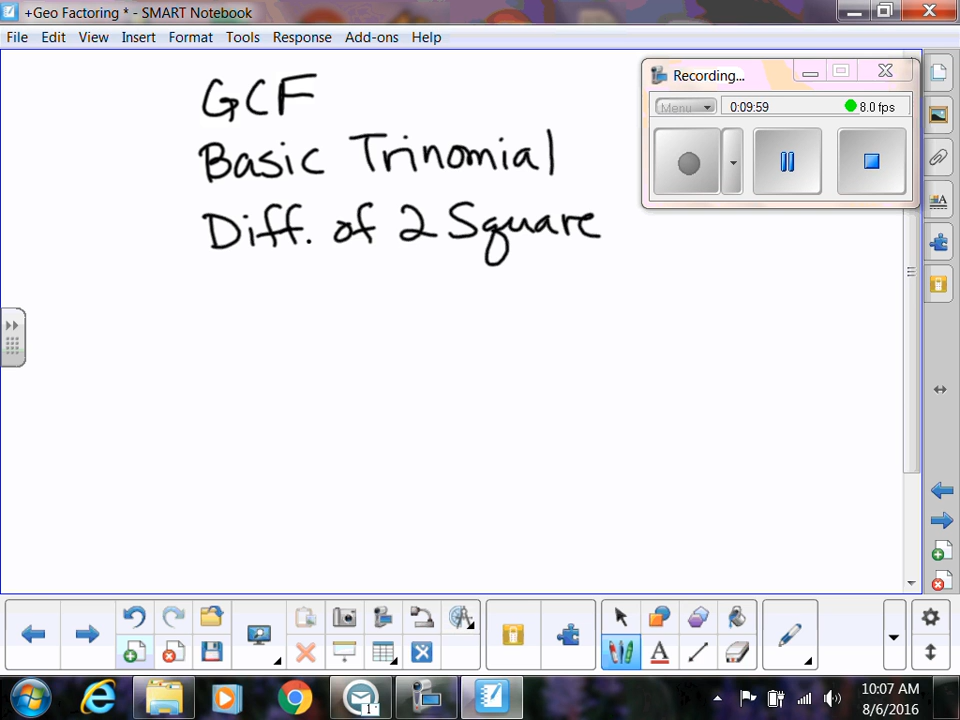 +Geo Factoring * - SMART Notebook
File Edit View Insert Format Tools Response Add-ons Help
Recording...
Menu 0:09:59 8.0 fps
GCF
Basic Trinomial
Diff. of 2 Square
A
10:07 AM
8/6/2016